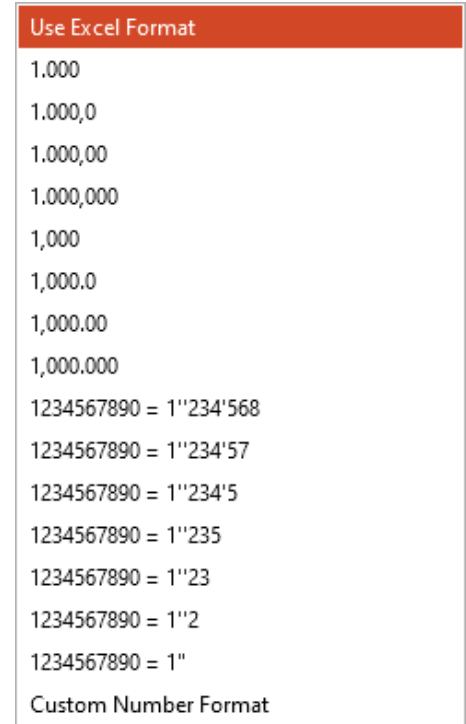 Use Excel Format
1.000
1.000,0
1.000,00
1.000,000
1,000
1,000.0
1,000.00
1,000.000
1234567890 = 1''234'568
1234567890 = 1''234'57
1234567890 = 1''234'5
1234567890 = 1''235
1234567890 = 1''23
1234567890 = 1''2
1234567890 = 1"
Custom Number Format